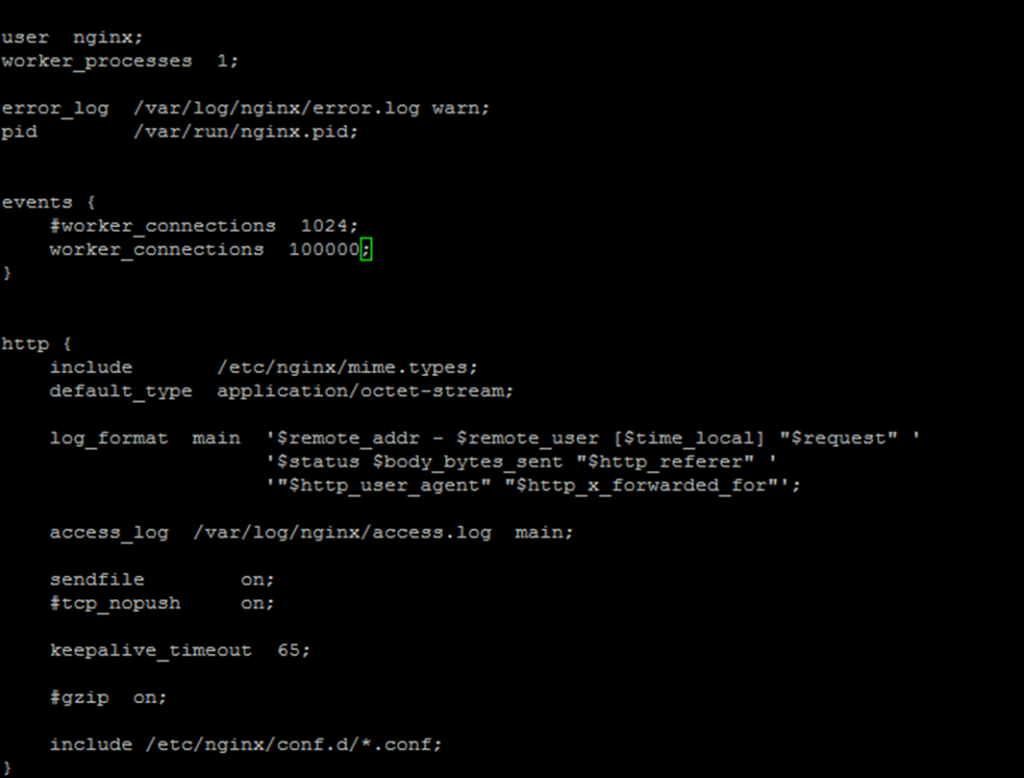 user  nginx;
worker_processes  1;
error_log  /var/log/nginx/error.log warn;
pid        /var/run/nginx.pid;
events {
    #worker_connections  1024;
    worker_connections  100000;
}
http {
    include       /etc/nginx/mime.types;
    default_type  application/octet-stream;
    log_format  main  '$remote_addr - $remote_user [$time_local] "$request" '
                      '$status $body_bytes_sent "$http_referer" '
                      '"$http_user_agent" "$http_x_forwarded_for"';
    access_log  /var/log/nginx/access.log  main;
    sendfile        on;
    #tcp_nopush     on;
    keepalive_timeout  65;
    #gzip  on;
    include /etc/nginx/conf.d/*.conf;
}